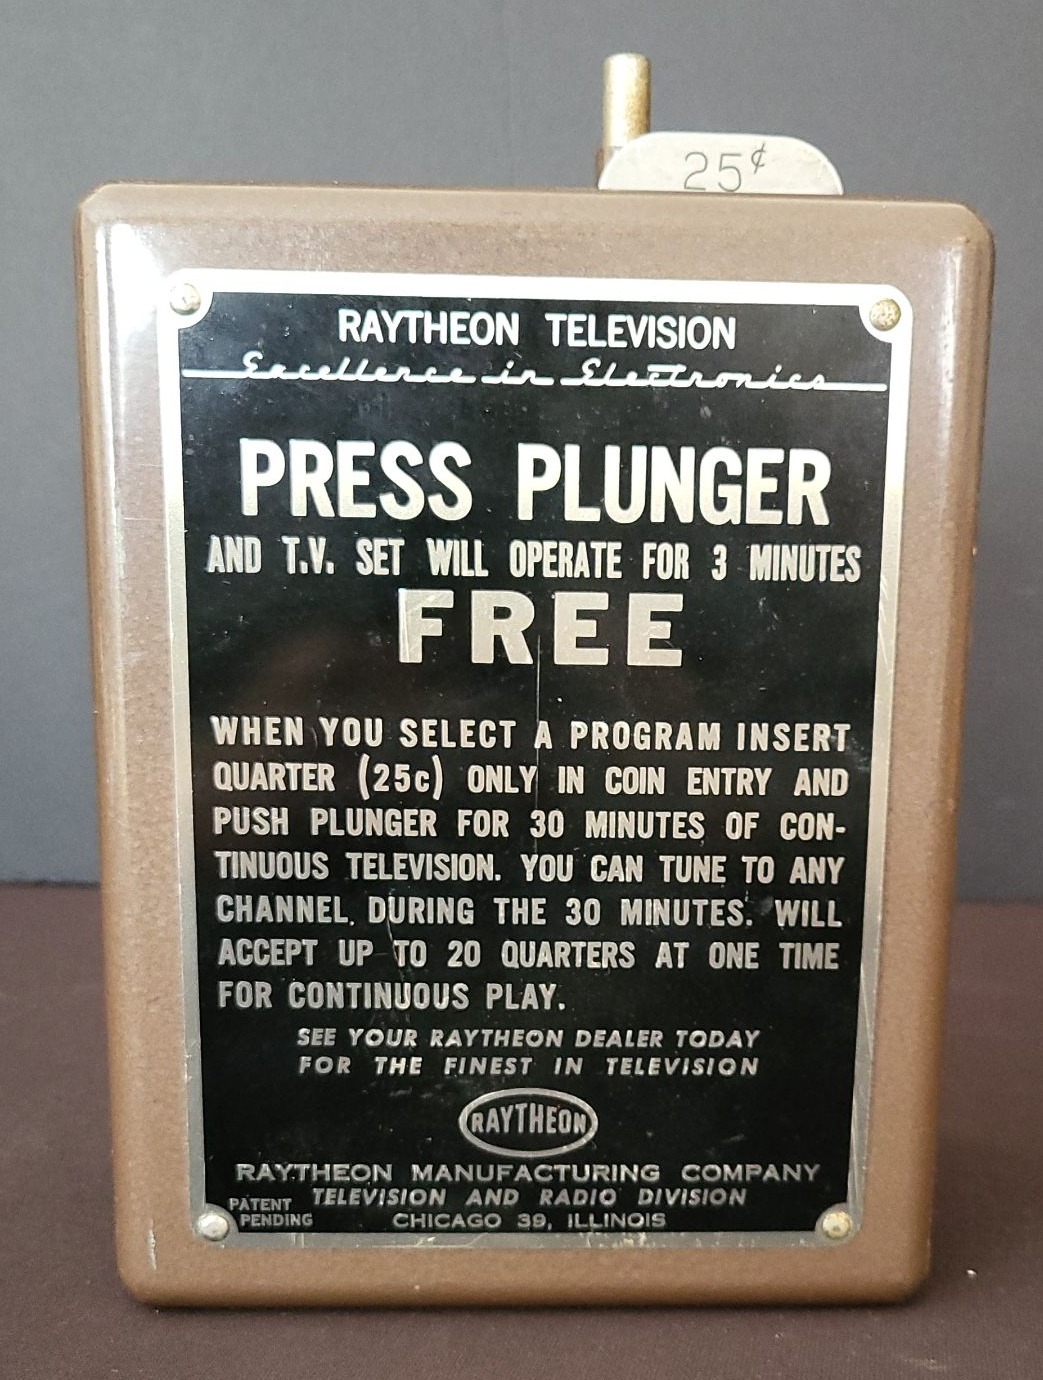 25¢
RAYTHEON TELEVISION
Excellence in Electronics
PRESS PLUNGER
AND T.V. SET WILL OPERATE FOR 3 MINUTES
FREE
WHEN YOU SELECT A PROGRAM INSERT
QUARTER (25c) ONLY IN COIN ENTRY AND
PUSH PLUNGER FOR 30 MINUTES OF CON-
TINUOUS TELEVISION. YOU CAN TUNE TO ANY
CHANNEL DURING THE 30 MINUTES. WILL
ACCEPT UP TO 20 QUARTERS AT ONE TIME
FOR CONTINUOUS PLAY.
SEE YOUR RAYTHEON DEALER TODAY
FOR THE FINEST IN TELEVISION
RAYTHEON
RAYTHEON MANUFACTURING COMPANY
TELEVISION AND RADIO DIVISION
CHICAGO 39, ILLINOIS
PATENT
PENDING